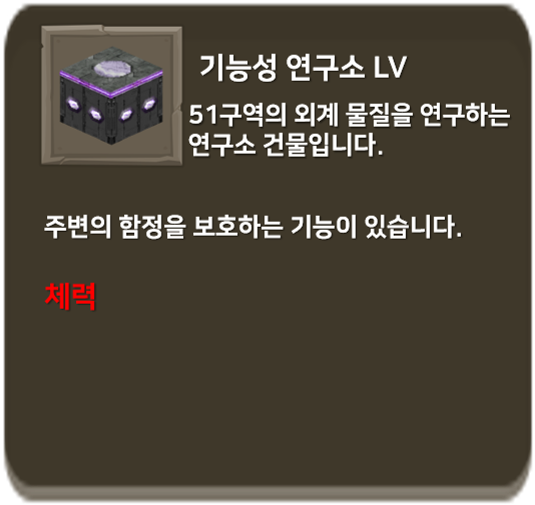 기능성 연구소 LV
51구역의 외계 물질을 연구하는
연구소 건물입니다.
주변의 함정을 보호하는 기능이 있습니다.
체력